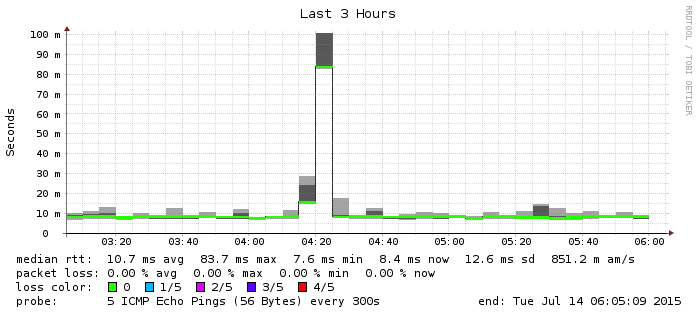 Last 3 Hours
RRDTOOL / TOBI OETIKER
Seconds
100 m
90 m
80 m
70 m
60 m
50 m
40 m
30 m
20 m
10 m
0
03:20 03:40 04:00 04:20 04:40 05:00 05:20 05:40 06:00
median rtt: 10.7 ms avg 83.7 ms max 7.6 ms min 8.4 ms now 12.6 ms sd 851.2 m am/s
packet loss: 0.00 % avg 0.00 % max 0.00 % min 0.00 % now
loss color: 0 1/5 2/5 3/5 4/5
probe: 5 ICMP Echo Pings (56 Bytes) every 300s end: Tue Jul 14 06:05:09 2015